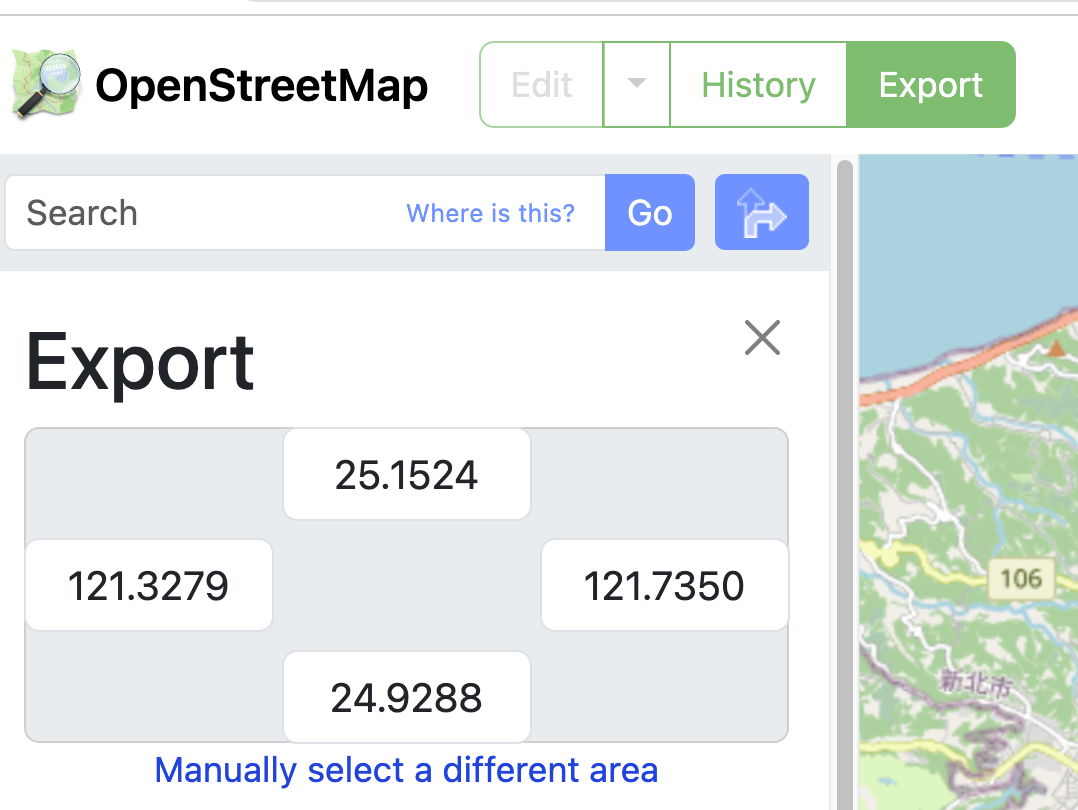 OpenStreetMap
Edit
History
Export
Search
Where is this?
Go
Export
25.1524
121.3279
121.7350
24.9288
Manually select a different area
106
新北市